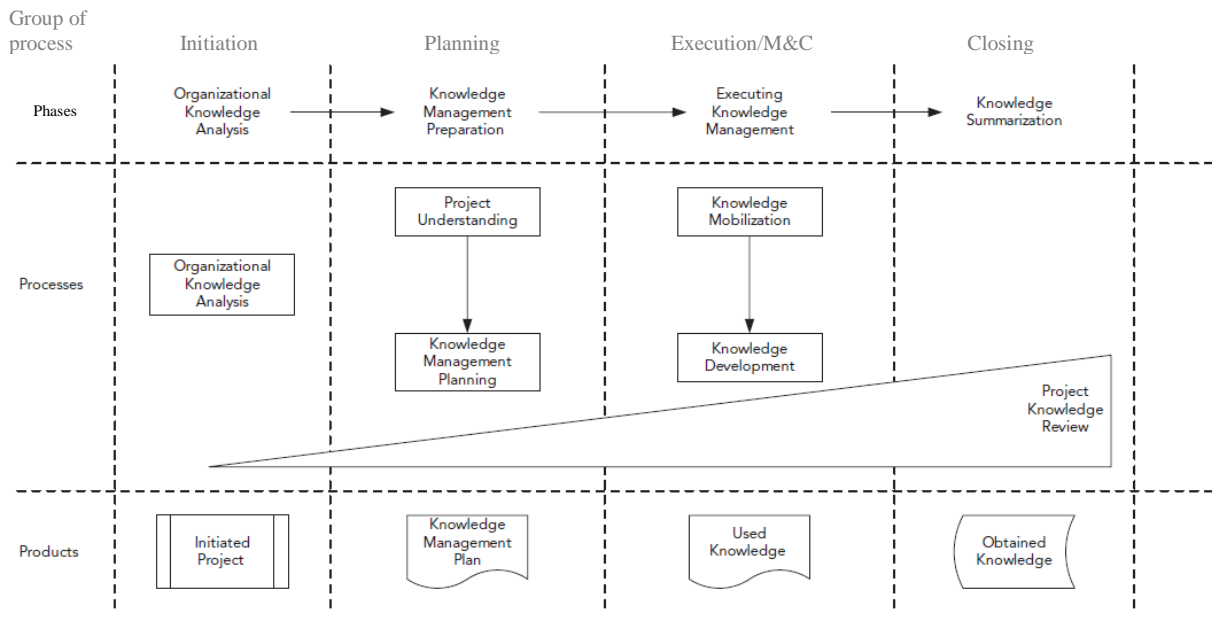 Group of
process
Initiation
Planning
Execution/M&C
Closing
Phases
Organizational
Knowledge
Analysis
Knowledge
Management
Preparation
Executing
Knowledge
Management
Knowledge
Summarization
Processes
Organizational
Knowledge
Analysis
Project
Understanding
Knowledge
Management
Planning
Knowledge
Mobilization
Knowledge
Development
Project
Knowledge
Review
Products
Initiated
Project
Knowledge
Management
Plan
Used
Knowledge
Obtained
Knowledge